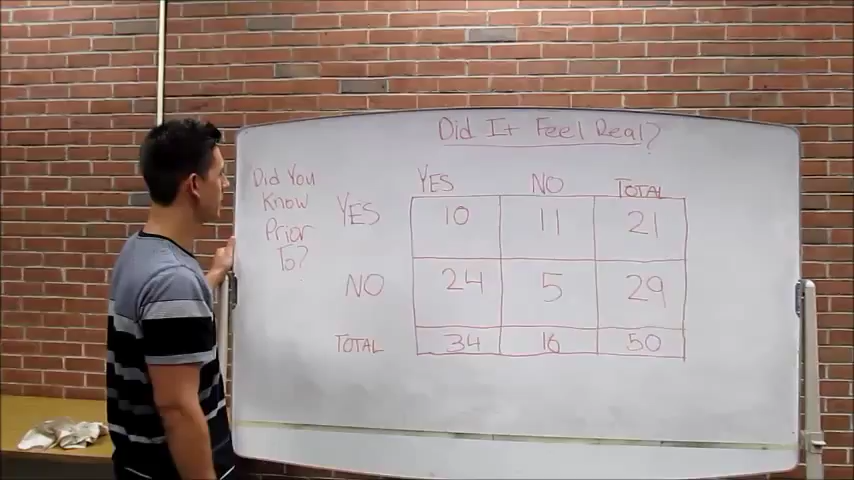 Did It Feel Real?
Did You
Know
Prior
To?
YES NO TOTAL
YES 10 11 21
NO 24 5 29
TOTAL 34 16 50